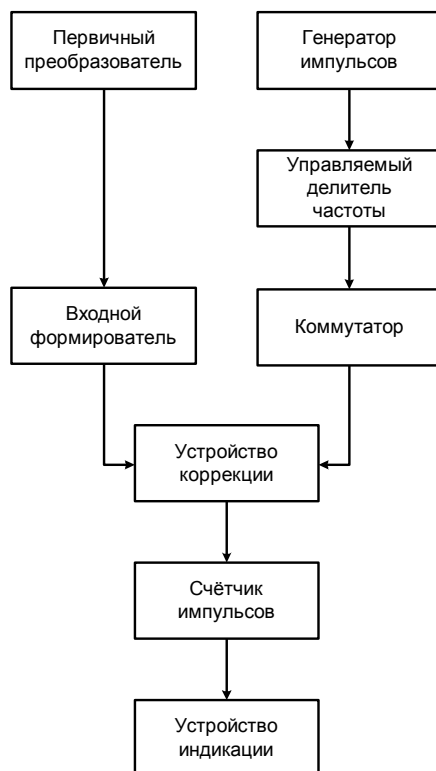 Первичный
преобразователь
Генератор
импульсов
Управляемый
делитель
частоты
Входной
формирователь
Коммутатор
Устройство
коррекции
Счётчик
импульсов
Устройство
индикации